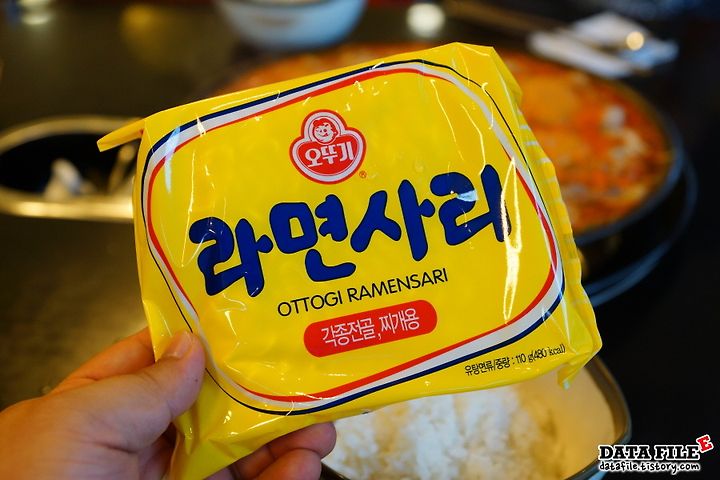 오뚜기
®
라면사리
OTTOGI RAMENSARI
각종전골, 찌개용
유탕면류/중량 : 110 g(480 kcal)
DATA FILE E
datafile.tistory.com